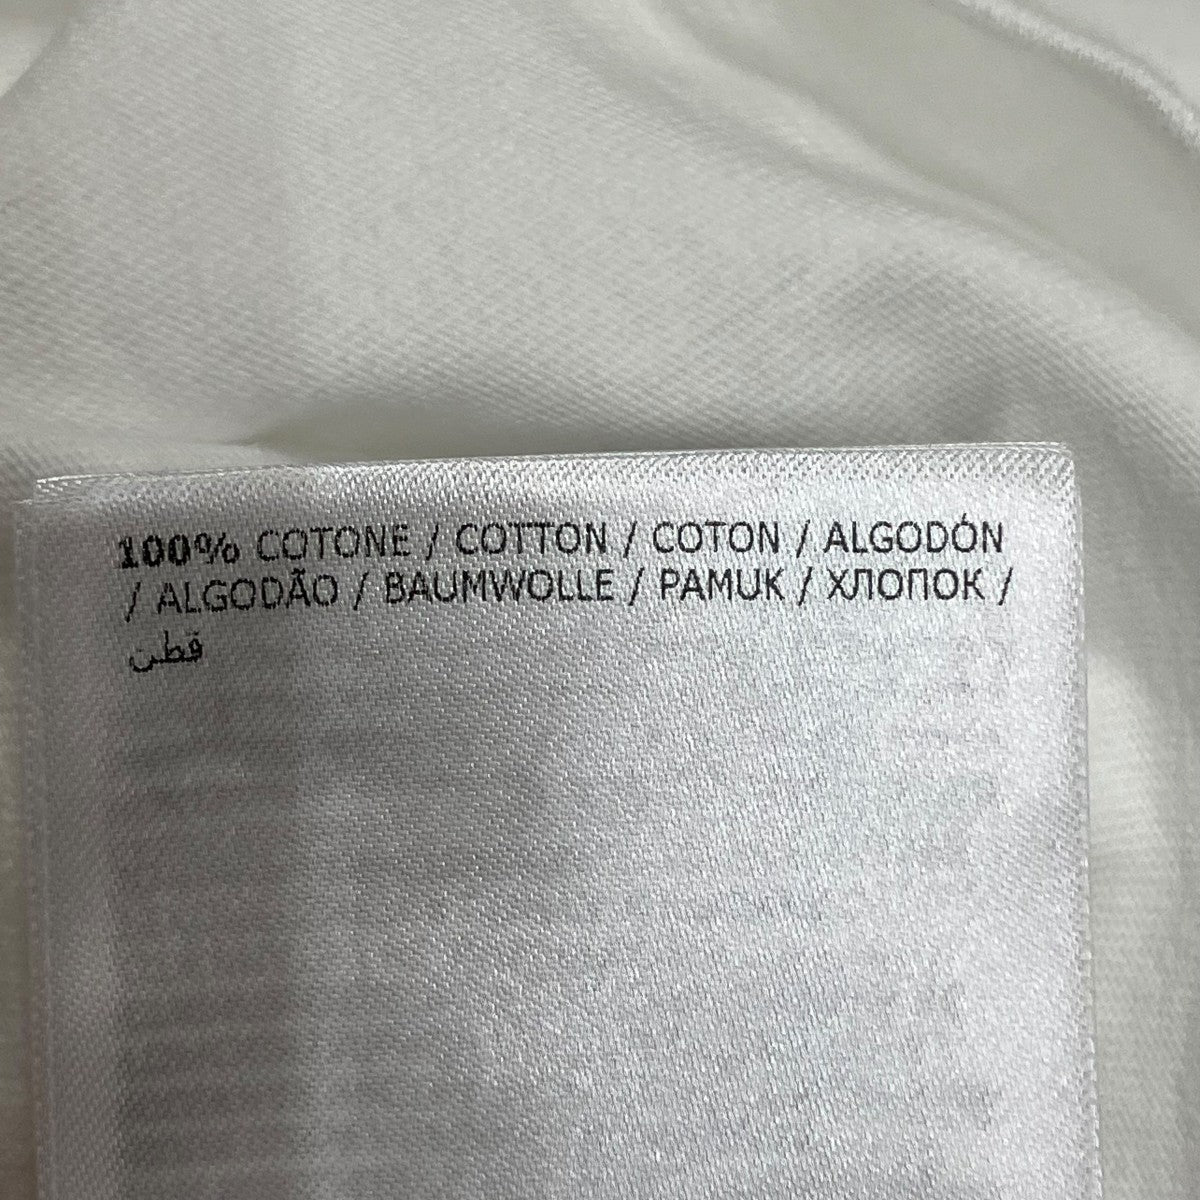 100% COTONE / COTTON / COTON / ALGODÓN
/ ALGODÃO / BAUMWOLLE / PAMUK / ХЛОПОК /
قطن